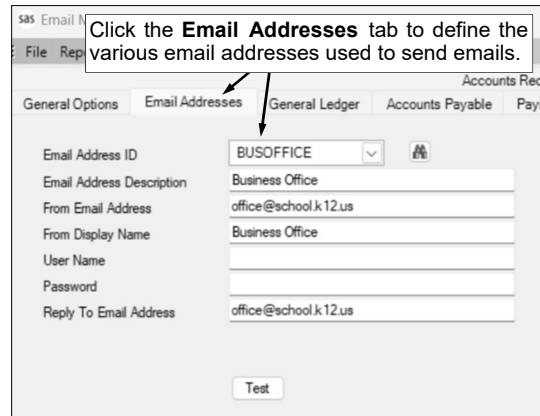 sas Email
Click the Email Addresses tab to define the
various email addresses used to send emails.
File
Accounts
General Options Email Addresses General Ledger Accounts Payable
Email Address ID BUSOFFICE
Email Address Description Business Office
From Email Address office@school.k12.us
From Display Name Business Office
User Name
Password
Reply To Email Address office@school.k12.us
Test